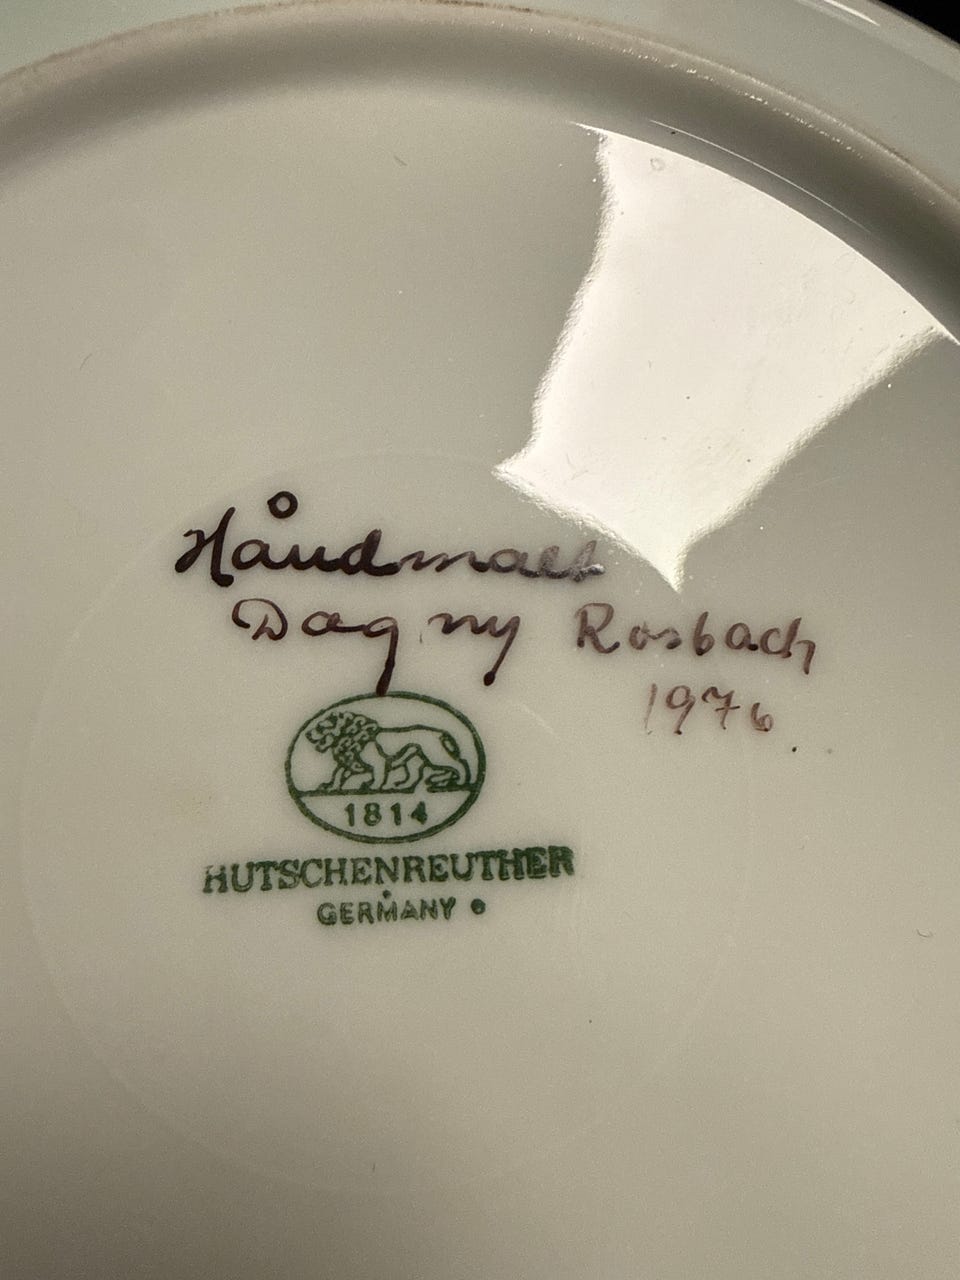 Håndmalt
Dagny Rosbach
1976
1814
HUTSCHENREUTHER
GERMANY